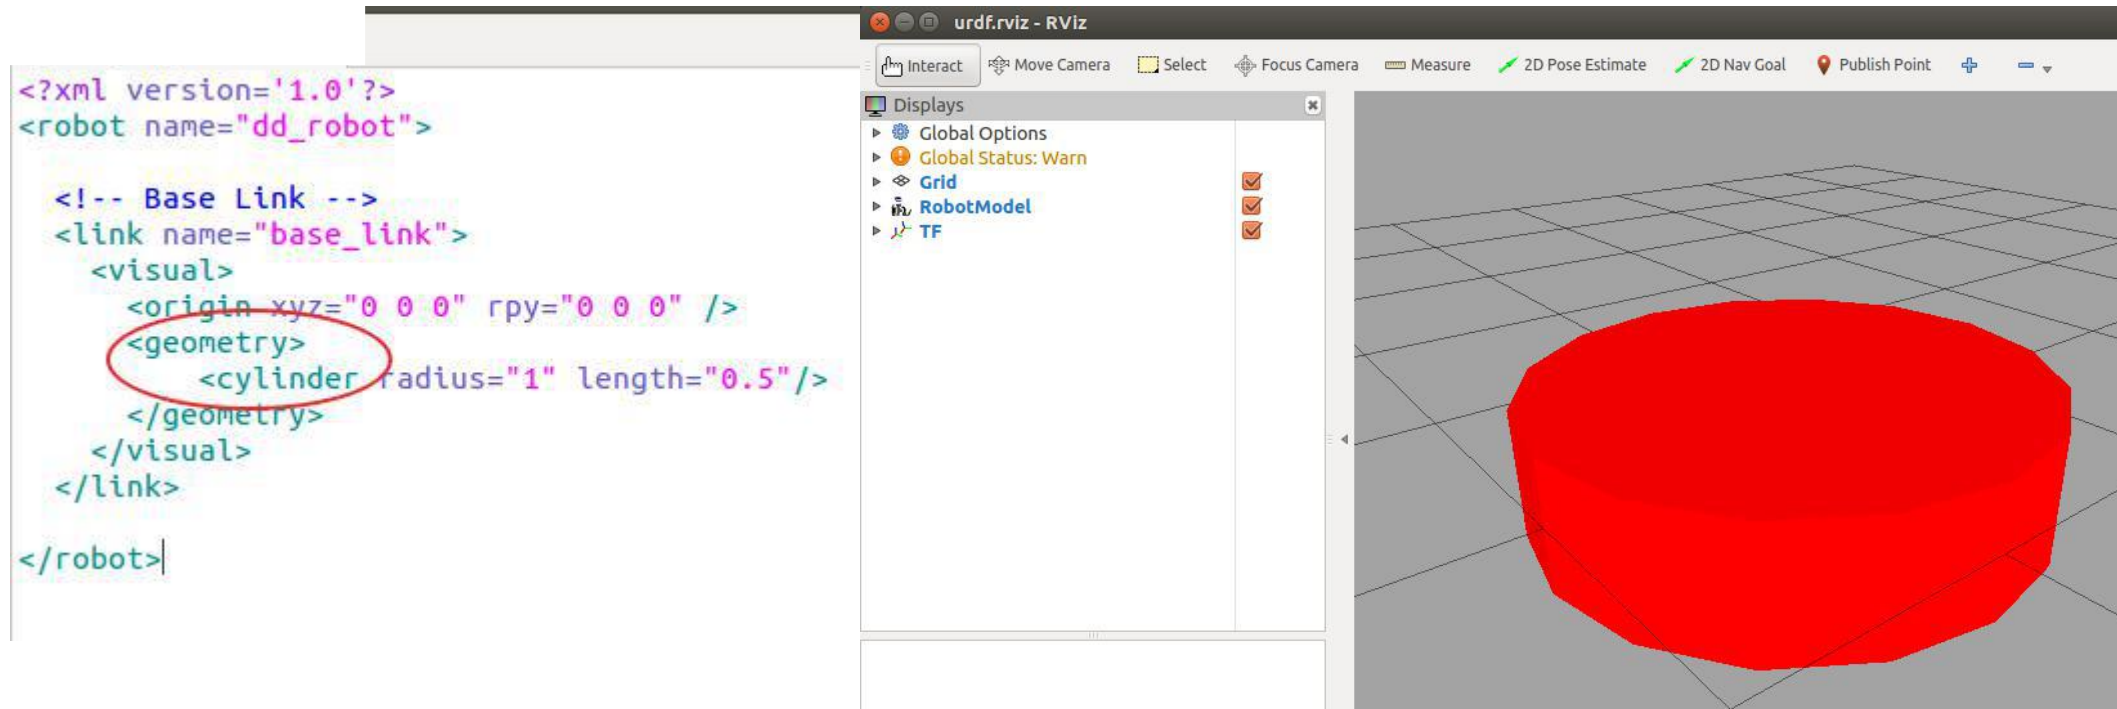 <?xml version='1.0'?>
<robot name="dd_robot">
<!-- Base Link -->
<link name="base_link">
<visual>
<origin xyz="0 0 0" rpy="0 0 0" />
<geometry>
<cylinder radius="1" length="0.5"/>
</geometry>
</visual>
</link>
</robot>
urdf.rviz - RViz
Interact Move Camera Select Focus Camera Measure 2D Pose Estimate 2D Nav Goal Publish Point
Displays
Global Options
Global Status: Warn
Grid
RobotModel
TF